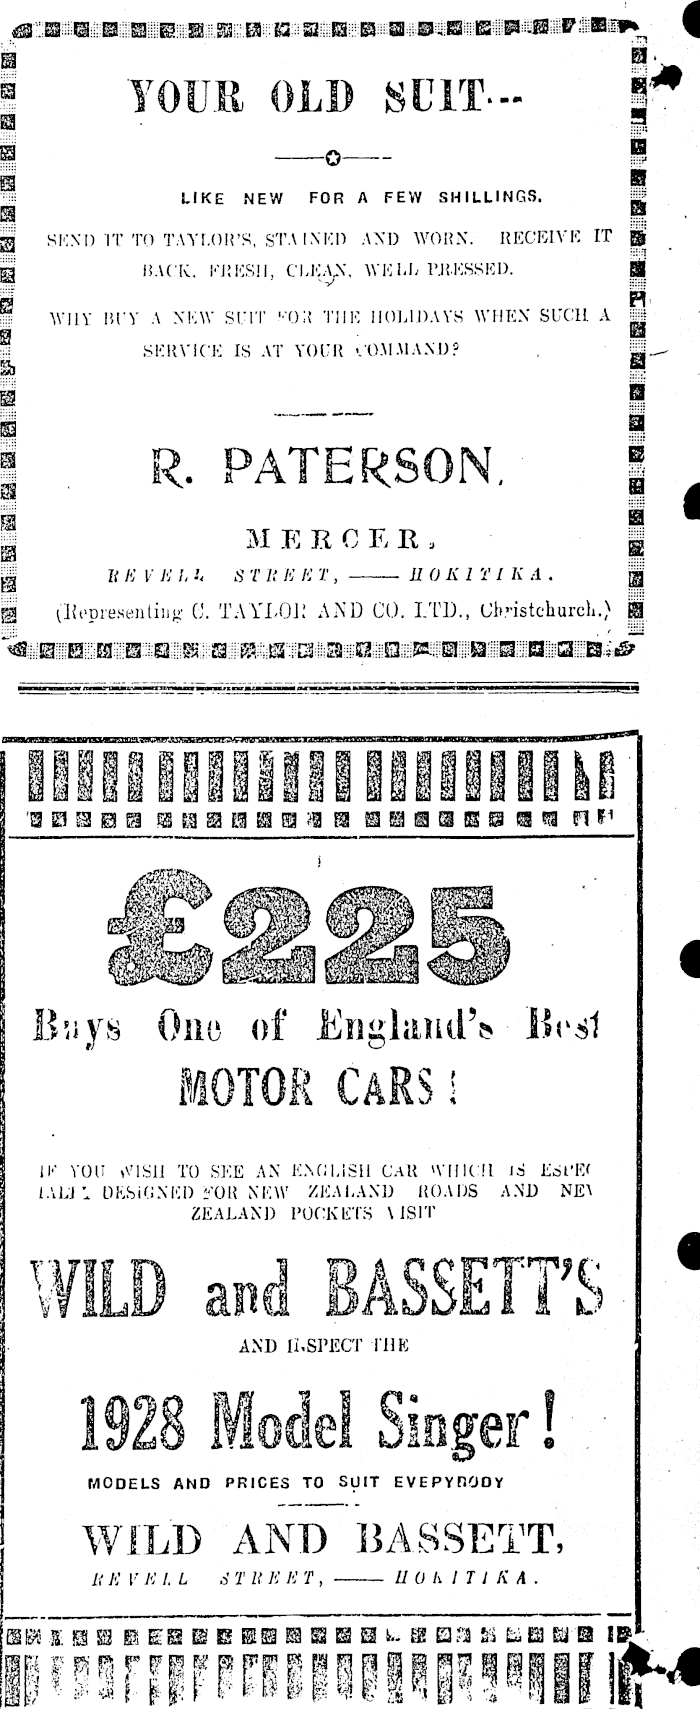 YOUR OLD SUIT---
LIKE NEW FOR A FEW SHILLINGS.
SEND IT TO TAYLOR'S, STAINED AND WORN. RECEIVE IT
BACK, FRESH, CLEAN, WELL PRESSED.
WHY BUY A NEW SUIT FOR THE HOLIDAYS WHEN SUCH A
SERVICE IS AT YOUR COMMAND?
R. PATERSON,
MERCER,
REVELL STREET, —— HOKITIKA.
(Representing C. TAYLOR AND CO. LTD., Christchurch.)
£225
Buys One of England's Best
MOTOR CARS!
IF YOU WISH TO SEE AN ENGLISH CAR WHICH IS ESPEC
IALLY DESIGNED FOR NEW ZEALAND ROADS AND NEW
ZEALAND POCKETS VISIT
WILD and BASSETT'S
AND INSPECT THE
1928 Model Singer!
MODELS AND PRICES TO SUIT EVERYBODY
WILD AND BASSETT,
REVELL STREET, —— HOKITIKA.